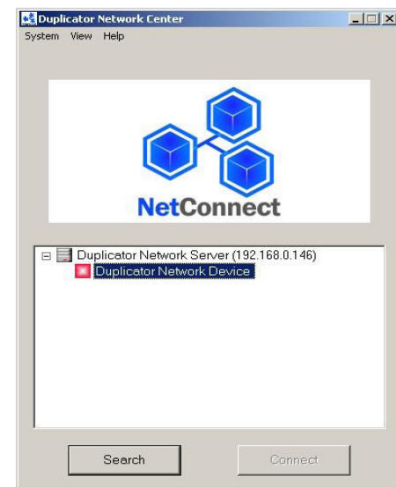 Duplicator Network Center
System View Help
NetConnect
Duplicator Network Server (192.168.0.146)
Duplicator Network Device
Search Connect